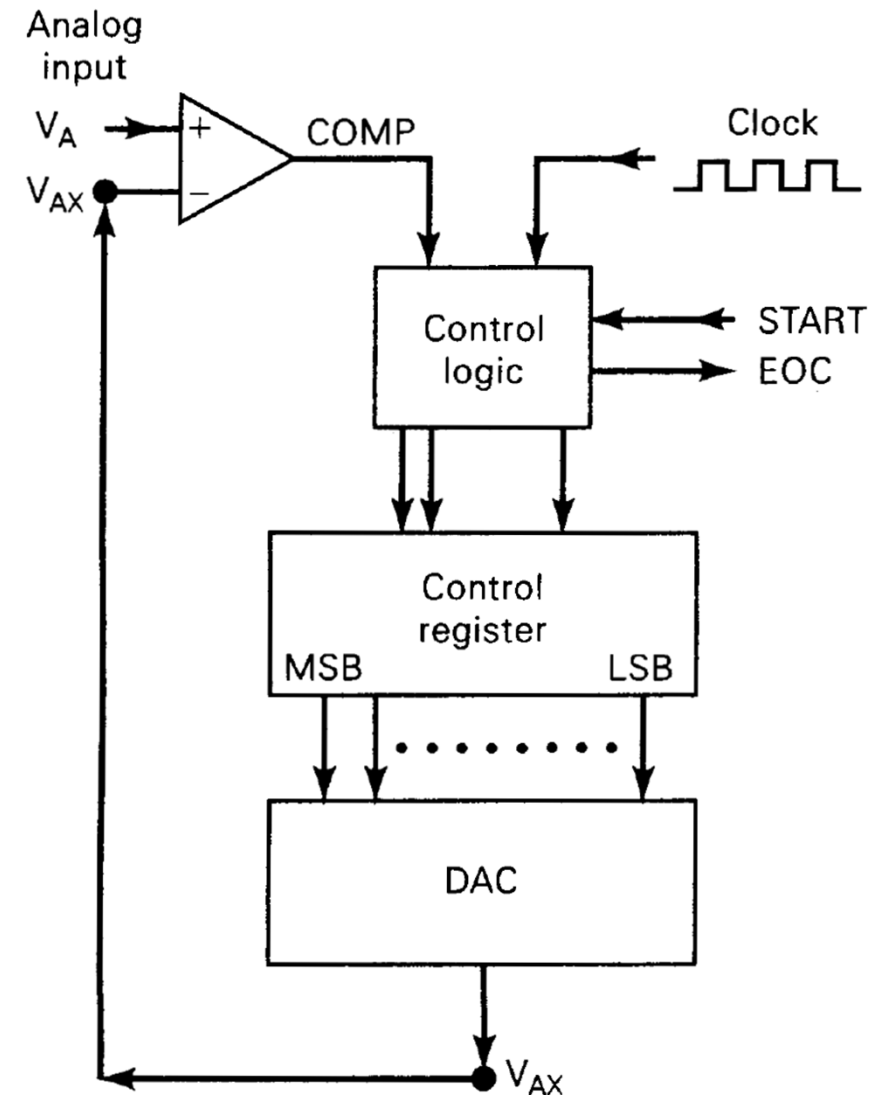 Analog
input
V_A
+
COMP
Clock
V_AX
−
Control
logic
START
EOC
Control
register
MSB
LSB
DAC
V_AX